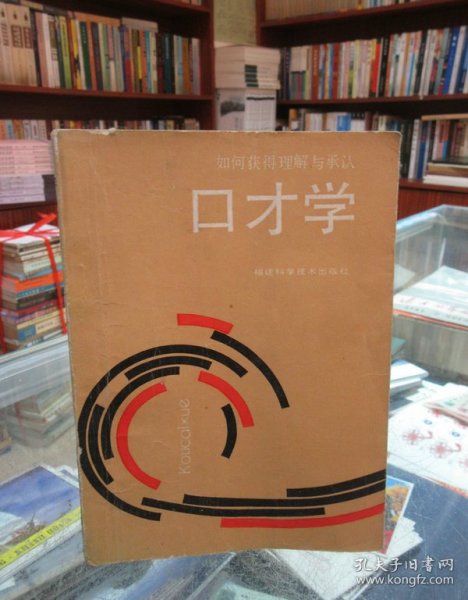 如何获得理解与承认
口才学
福建科学技术出版社
Koucaixue
孔夫子旧书网
www.kongfz.com